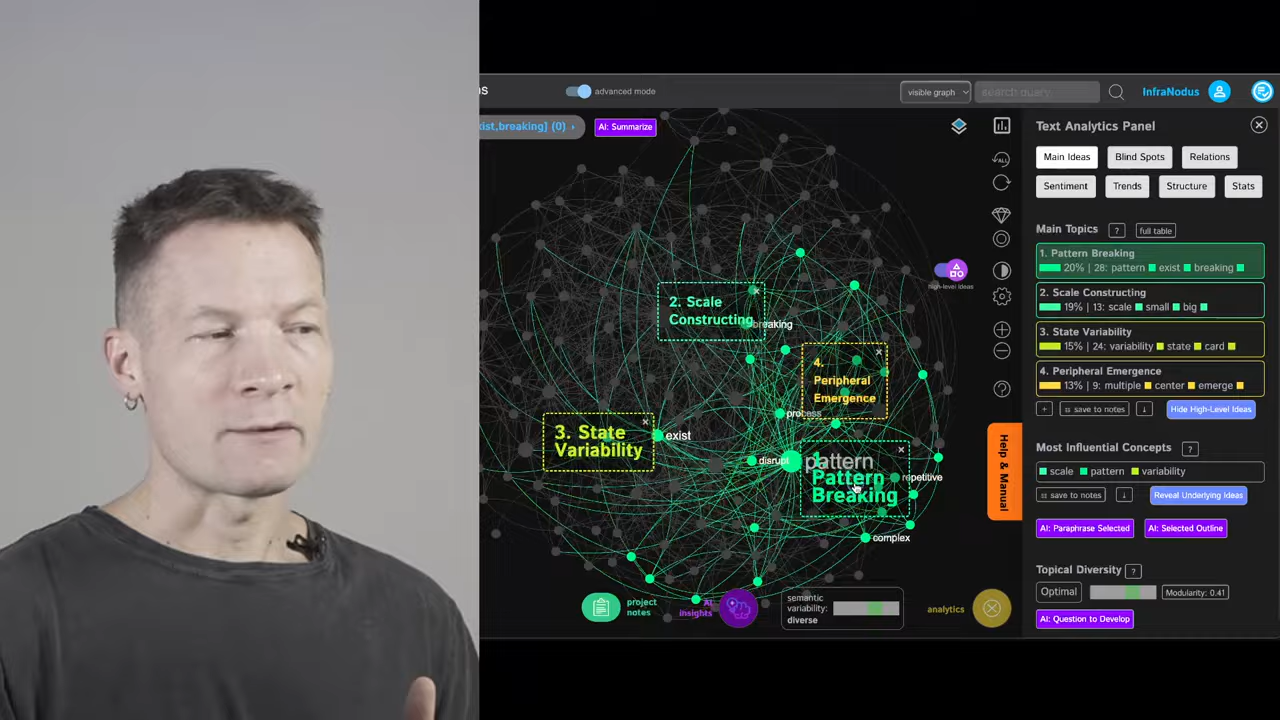 ns
advanced mode
visible graph
search query
InfraNodus
xist,breaking] (0) ›
AI: Summarize
high-level ideas
2. Scale
Constructing
breaking
4.
Peripheral
Emergence
process
3. State
Variability
exist
disrupt
pattern
1.
Pattern
Breaking
repetitive
complex
project
notes
AI
insights
semantic
variability:
diverse
analytics
Help & Manual
Text Analytics Panel
Main Ideas
Blind Spots
Relations
Sentiment
Trends
Structure
Stats
Main Topics
?
full table
1. Pattern Breaking
20% | 28: pattern exist breaking
2. Scale Constructing
19% | 13: scale small big
3. State Variability
15% | 24: variability state card
4. Peripheral Emergence
13% | 9: multiple center emerge
+
save to notes
↓
Hide High-Level Ideas
Most Influential Concepts
?
scale pattern variability
save to notes
↓
Reveal Underlying Ideas
AI: Paraphrase Selected
AI: Selected Outline
Topical Diversity
?
Optimal
Modularity: 0.41
AI: Question to Develop